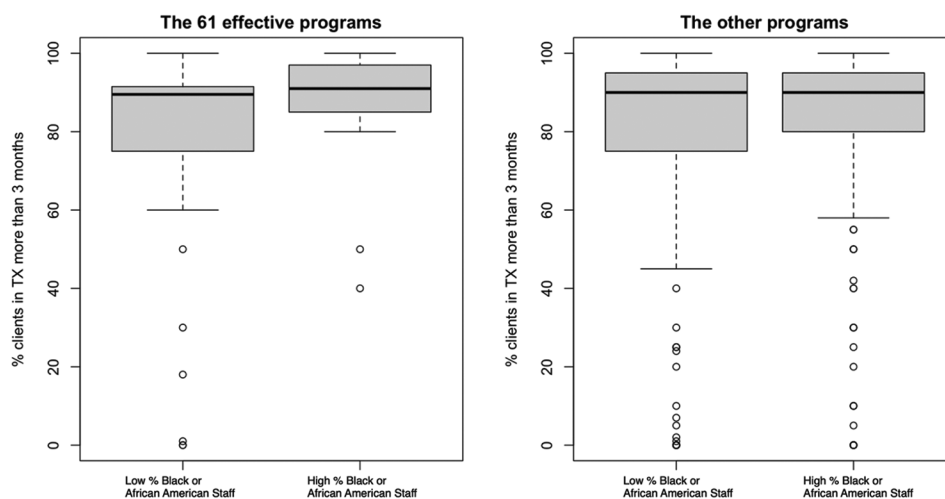 The 61 effective programs
% clients in TX more than 3 months
100
80
60
40
20
0
Low % Black or
African American Staff
High % Black or
African American Staff
The other programs
% clients in TX more than 3 months
100
80
60
40
20
0
Low % Black or
African American Staff
High % Black or
African American Staff